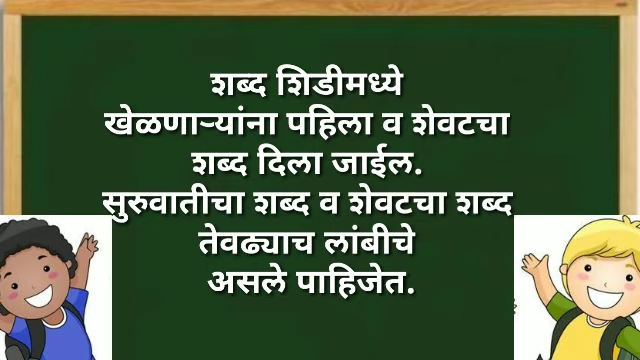 शब्द शिडीमध्ये
खेळणाऱ्यांना पहिला व शेवटचा
शब्द दिला जाईल.
सुरुवातीचा शब्द व शेवटचा शब्द
तेवढ्याच लांबीचे
असले पाहिजेत.